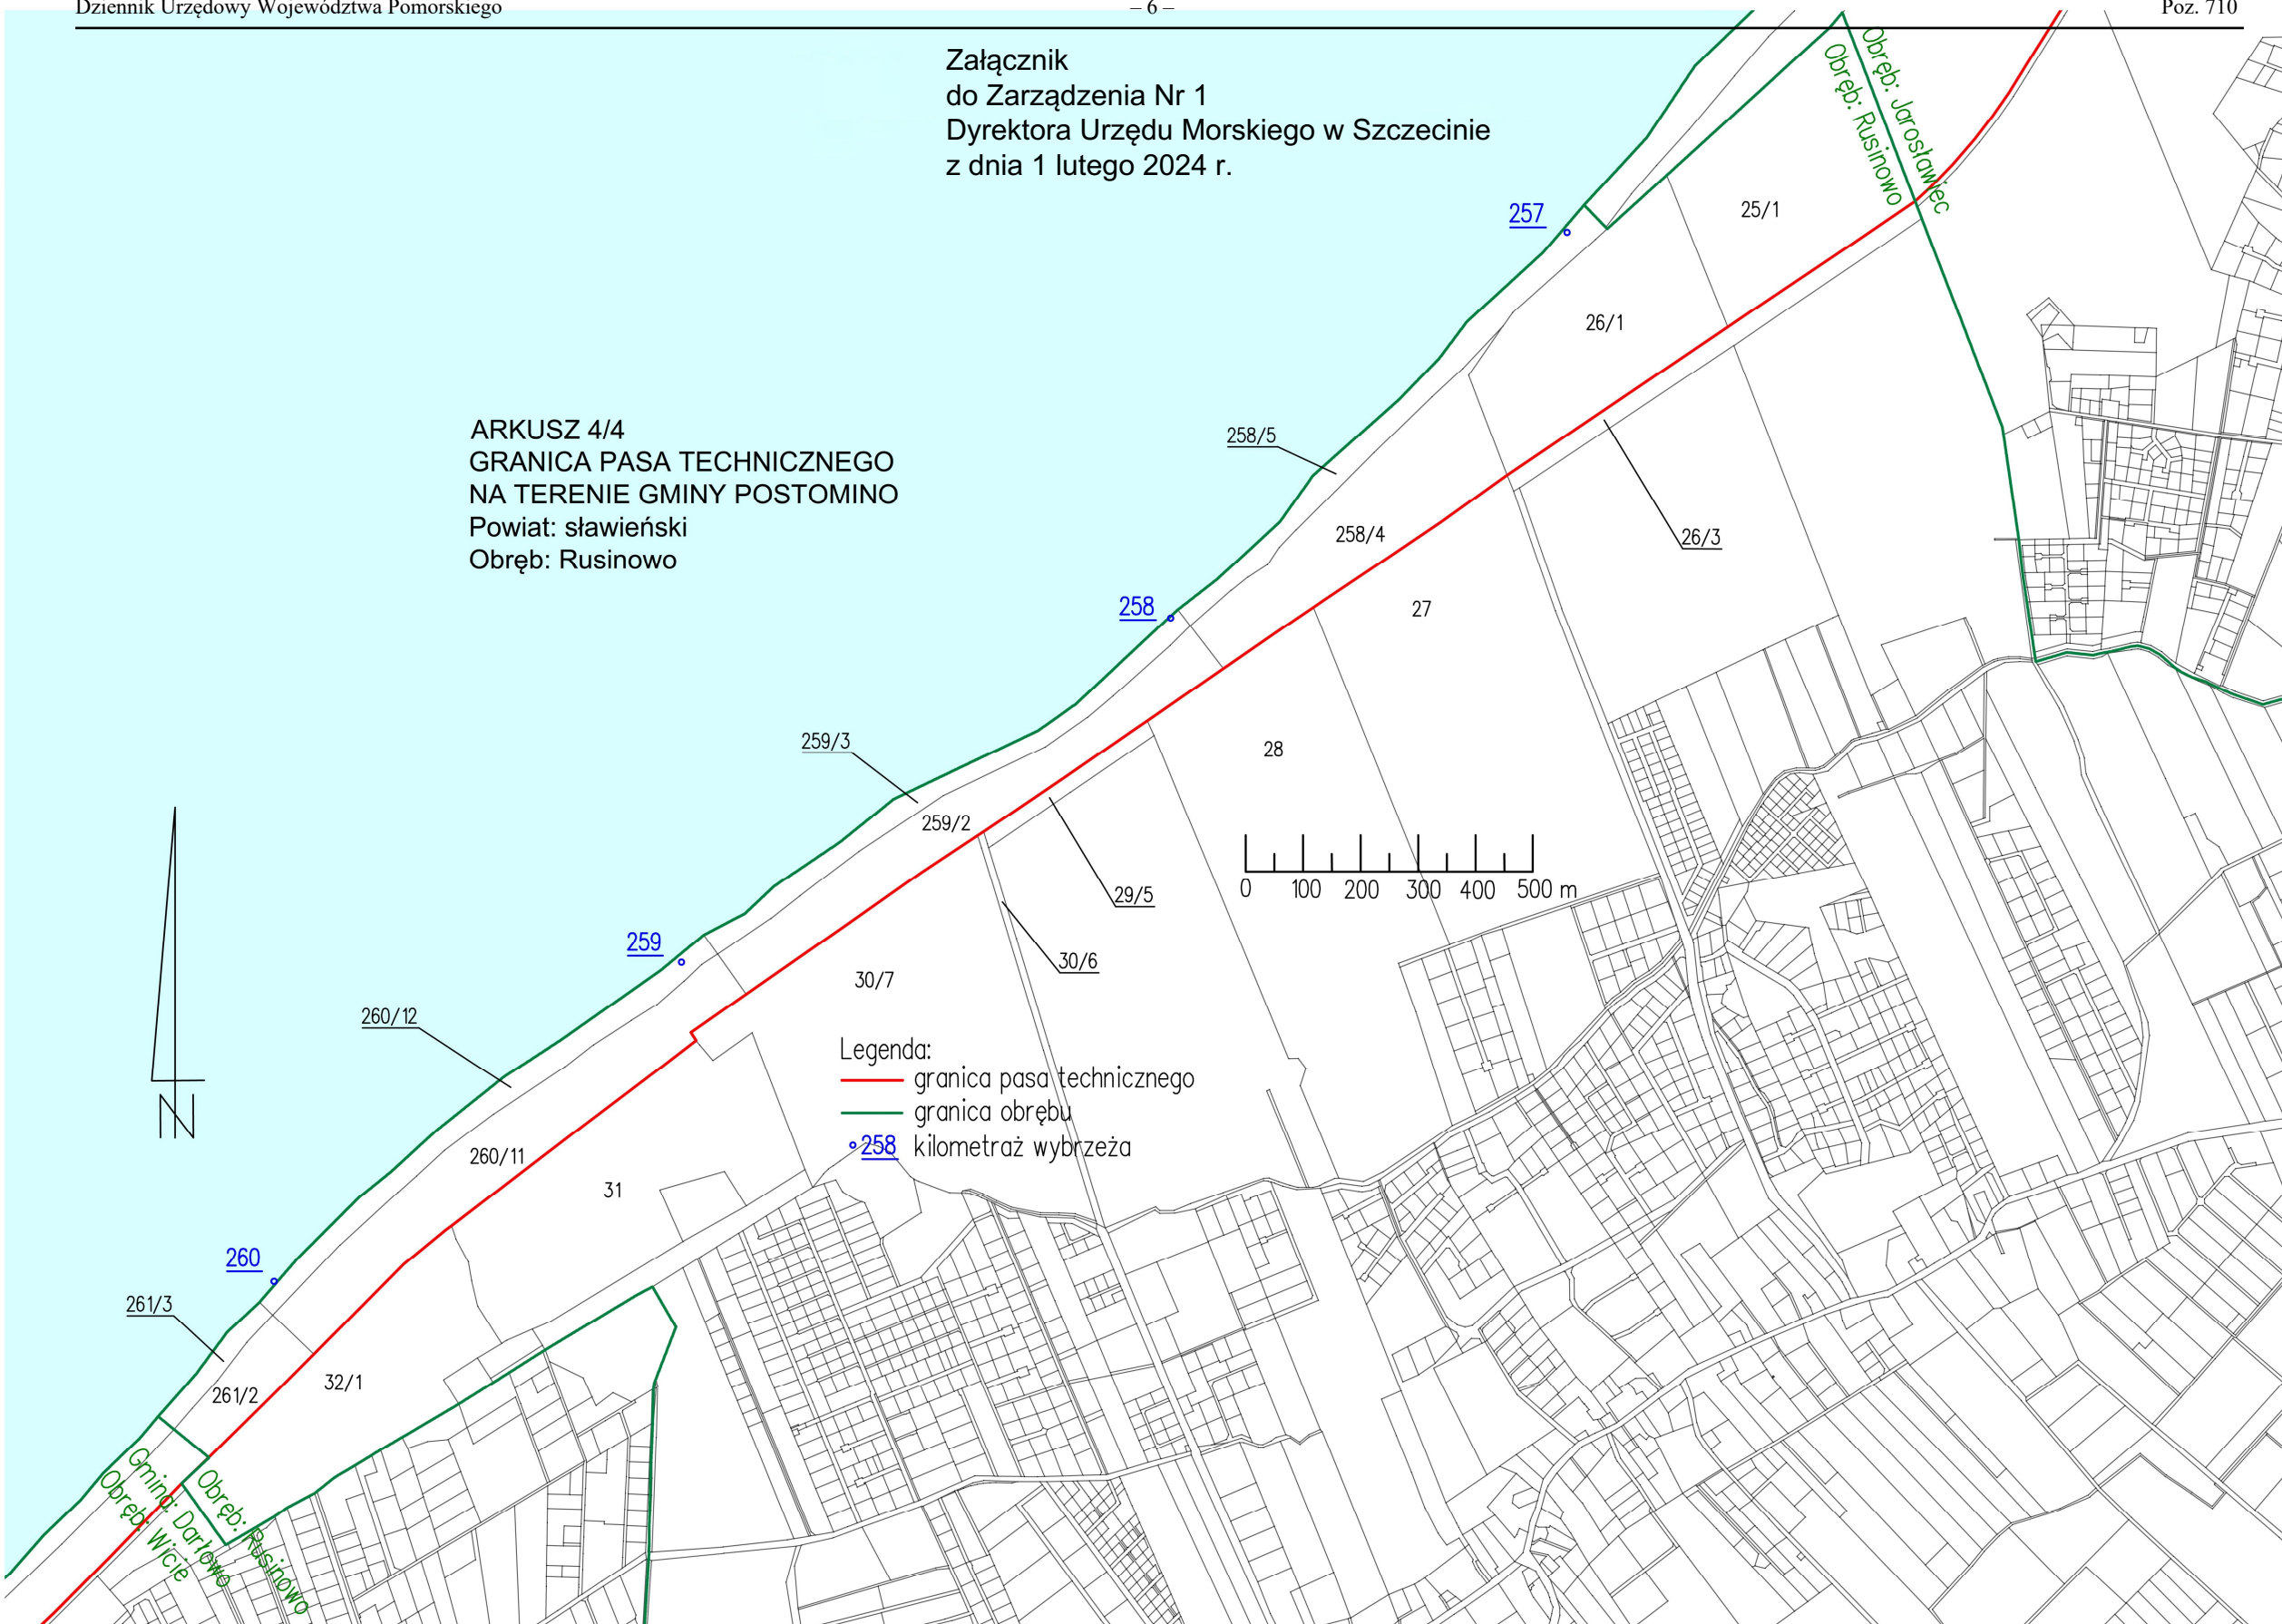 Dziennik Urzędowy Województwa Pomorskiego
– 6 –
Poz. 710
Załącznik
do Zarządzenia Nr 1
Dyrektora Urzędu Morskiego w Szczecinie
z dnia 1 lutego 2024 r.
Obręb: Jarosławiec
Obręb: Rusinowo
257
25/1
26/1
ARKUSZ 4/4
GRANICA PASA TECHNICZNEGO
NA TERENIE GMINY POSTOMINO
Powiat: sławieński
Obręb: Rusinowo
258/5
258/4
26/3
258
27
259/3
28
259/2
0 100 200 300 400 500 m
29/5
259
30/6
30/7
260/12
Legenda:
granica pasa technicznego
granica obrębu
258 kilometraż wybrzeża
N
260/11
31
260
261/3
32/1
261/2
Gmina: Darłowo
Obręb: Wicie
Obręb: Rusinowo